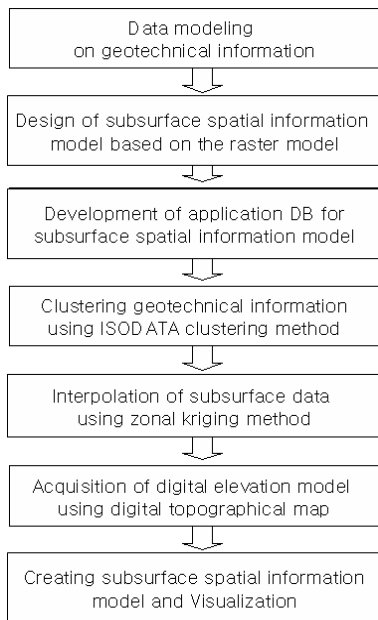 Data modeling
on geotechnical information
Design of subsurface spatial information
model based on the raster model
Development of application DB for
subsurface spatial information model
Clustering geotechnical information
using ISODATA clustering method
Interpolation of subsurface data
using zonal kriging method
Acquisition of digital elevation model
using digital topographical map
Creating subsurface spatial information
model and Visualization